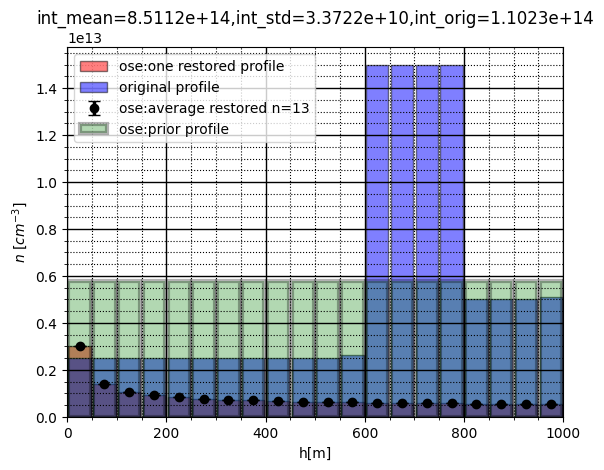 int_mean=8.5112e+14,int_std=3.3722e+10,int_orig=1.1023e+14
1e13
ose:one restored profile
original profile
ose:average restored n=13
ose:prior profile
1.4
1.2
1.0
0.8
0.6
0.4
0.2
0.0
n [cm⁻³]
0 200 400 600 800 1000
h[m]